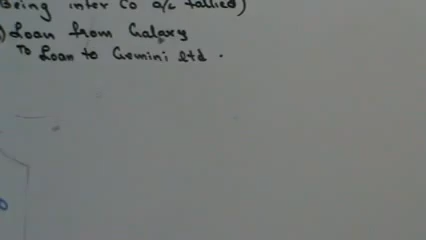 Being inter Co a/c tallied)
) Loan from Galaxy
To Loan to Gemini Ltd.